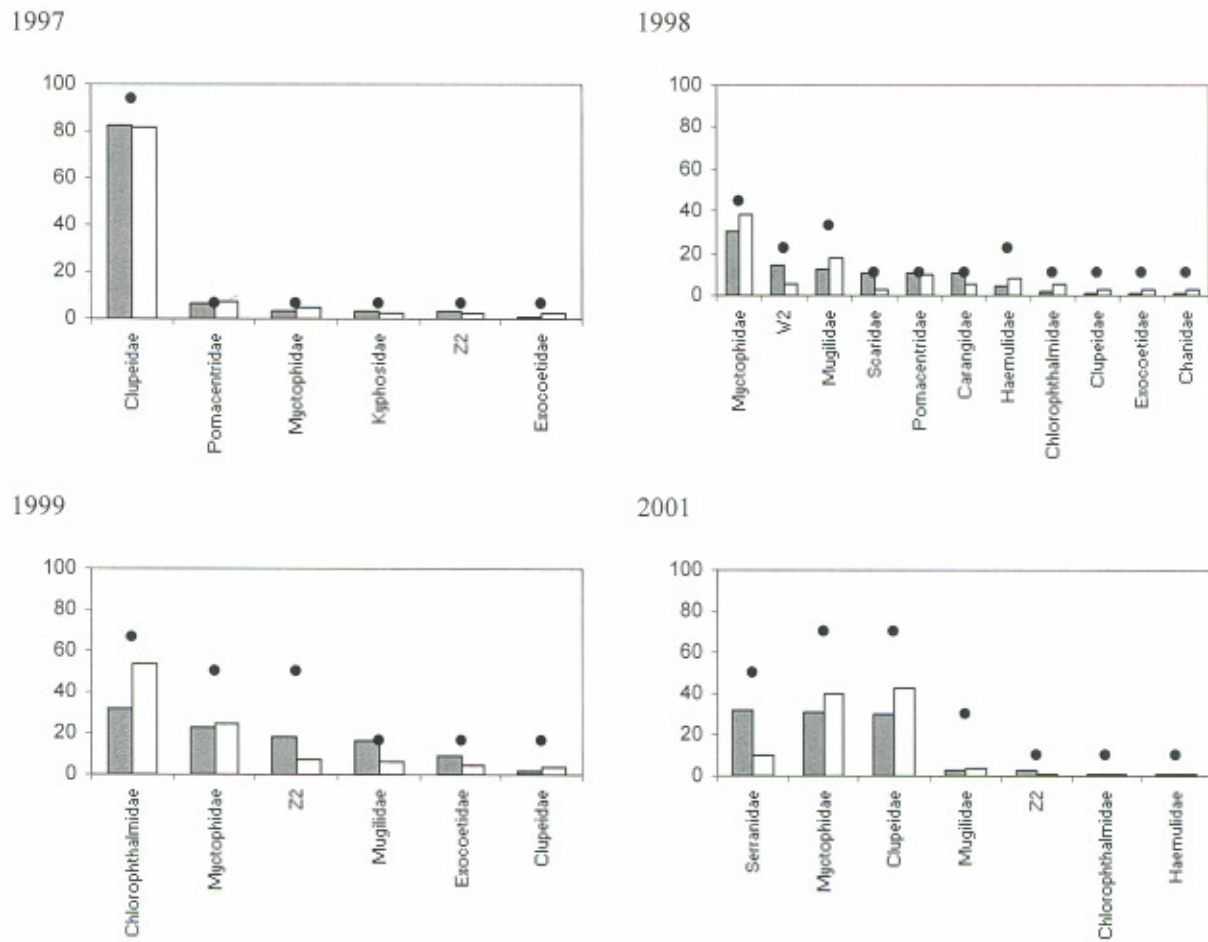 1997
100
80
60
40
20
0
Clupeidae
Pomacentridae
Myctophidae
Kyphosidae
Z2
Exocoetidae
1998
100
80
60
40
20
0
Myctophidae
W2
Mugilidae
Scaridae
Pomacentridae
Carangidae
Haemulidae
Chlorophthalmidae
Clupeidae
Exocoetidae
Chanidae
1999
100
80
60
40
20
0
Chlorophthalmidae
Myctophidae
Z2
Mugilidae
Exocoetidae
Clupeidae
2001
100
80
60
40
20
0
Serranidae
Myctophidae
Clupeidae
Mugilidae
Z2
Chlorophthalmidae
Haemulidae